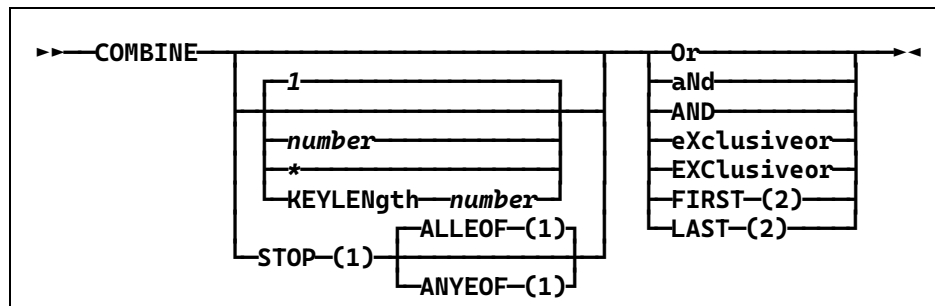 ►►──COMBINE──Or──►◄
1 aNd
AND
number eXclusiveor
* EXClusiveor
KEYLENgth number FIRST (2)
ALLEOF (1) LAST (2)
STOP (1)
ANYEOF (1)